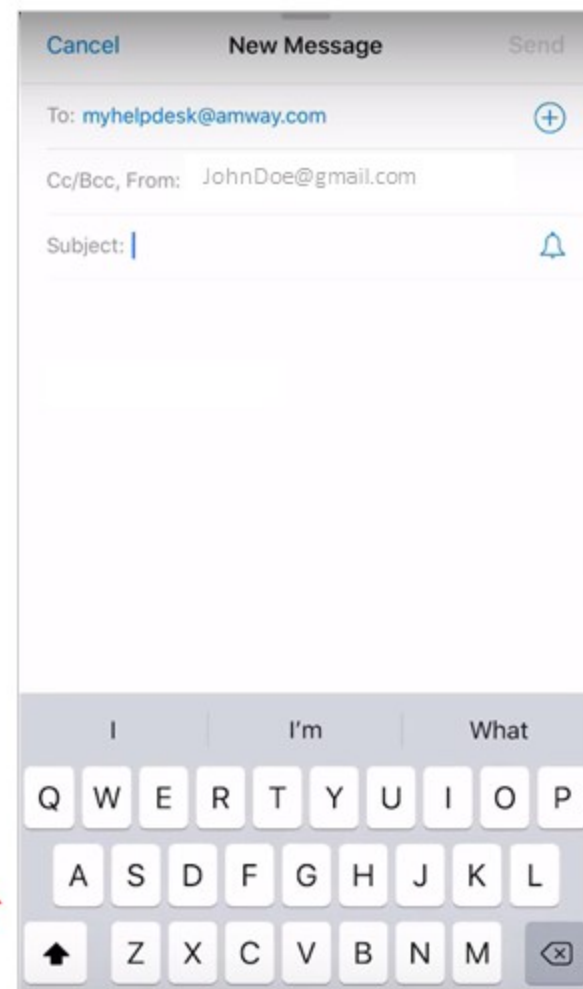 Cancel New Message Send
To: myhelpdesk@amway.com
Cc/Bcc, From: JohnDoe@gmail.com
Subject:
I I'm What
Q W E R T Y U I O P
A S D F G H J K L
Z X C V B N M